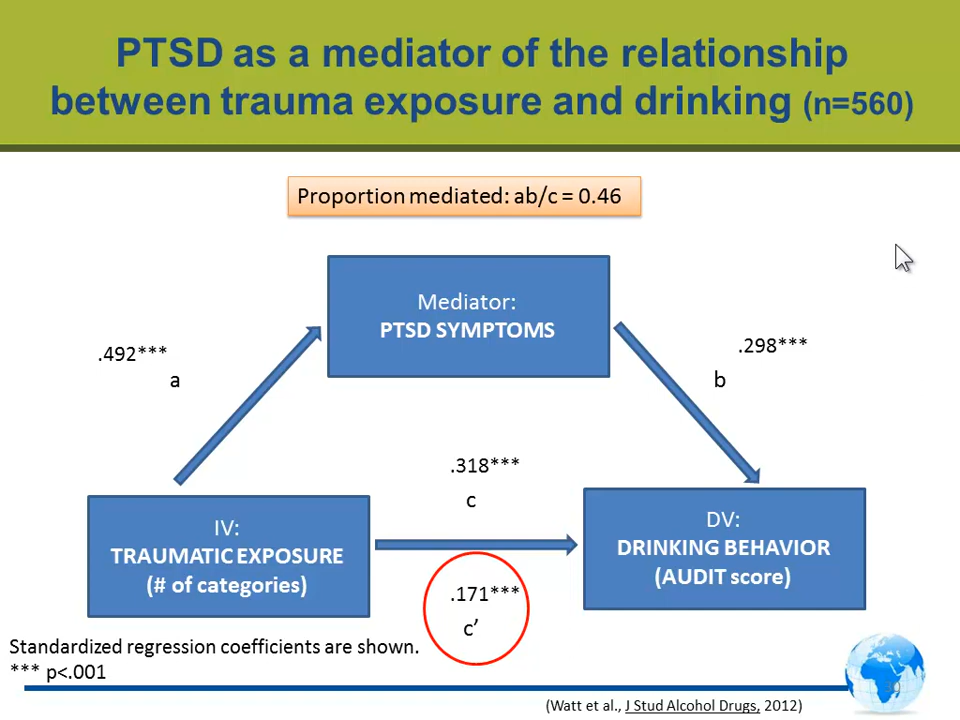 PTSD as a mediator of the relationship
between trauma exposure and drinking (n=560)
Proportion mediated: ab/c = 0.46
Mediator:
PTSD SYMPTOMS
.492***
a
.298***
b
.318***
c
IV:
TRAUMATIC EXPOSURE
(# of categories)
DV:
DRINKING BEHAVIOR
(AUDIT score)
.171***
c’
Standardized regression coefficients are shown.
*** p<.001
(Watt et al., J Stud Alcohol Drugs, 2012)